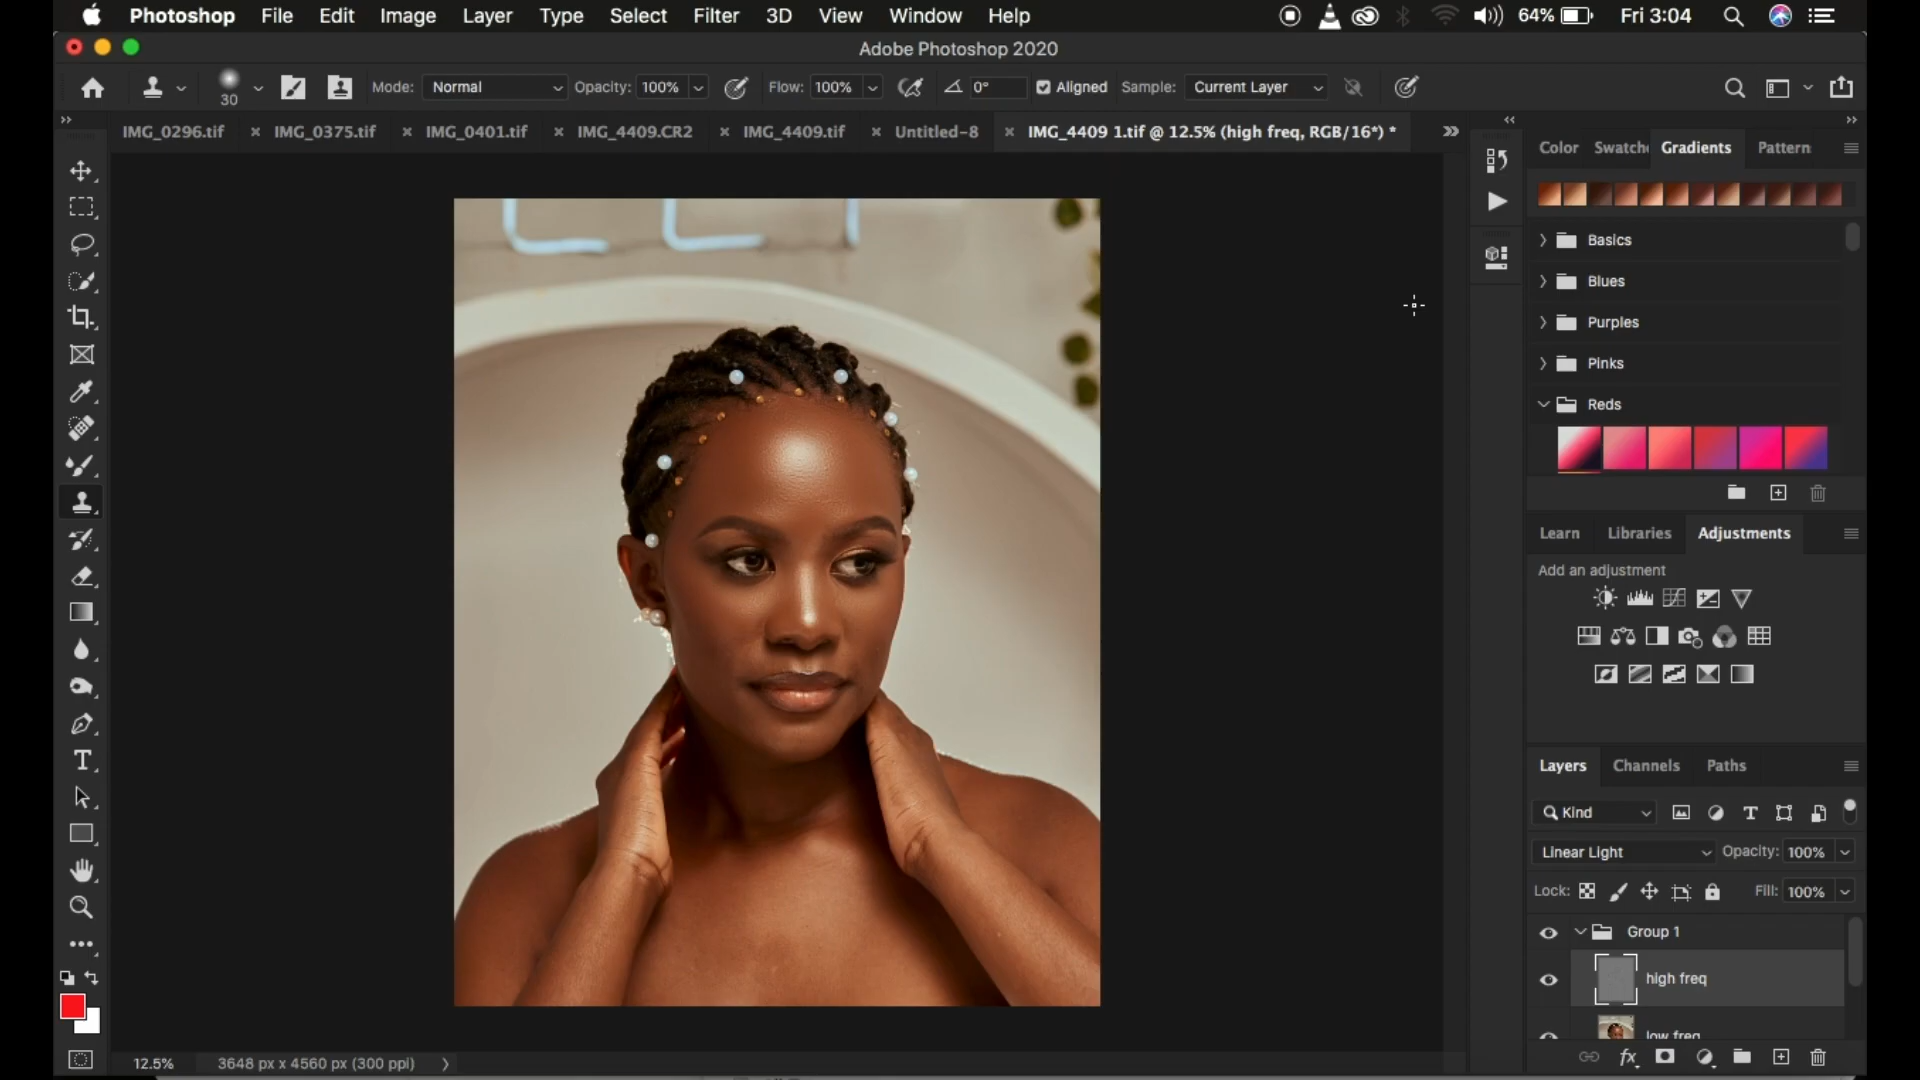 Photoshop File Edit Image Layer Type Select Filter 3D View Window Help 64% Fri 3:04
Adobe Photoshop 2020
30 Mode: Normal Opacity: 100% Flow: 100% 0° Aligned Sample: Current Layer
IMG_0296.tif IMG_0375.tif IMG_0401.tif IMG_4409.CR2 IMG_4409.tif Untitled-8 IMG_4409 1.tif @ 12.5% (high freq, RGB/16*) *
Color Swatch Gradients Pattern
Basics
Blues
Purples
Pinks
Reds
Learn Libraries Adjustments
Add an adjustment
Layers Channels Paths
Kind
Linear Light Opacity: 100%
Lock: Fill: 100%
Group 1
high freq
low freq
12.5% 3648 px x 4560 px (300 ppi)